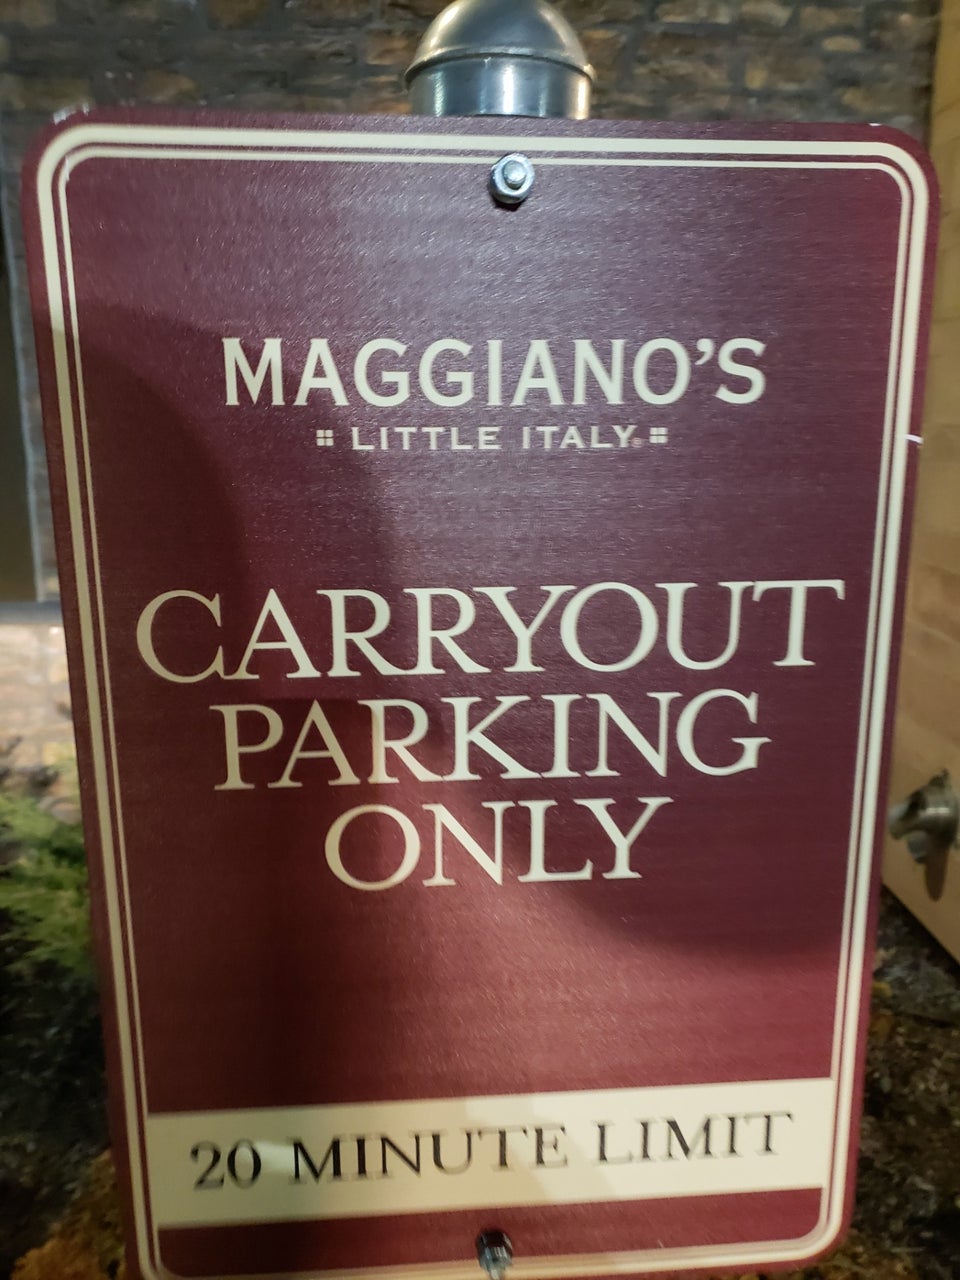 MAGGIANO'S
LITTLE ITALY®
CARRYOUT
PARKING
ONLY
20 MINUTE LIMIT